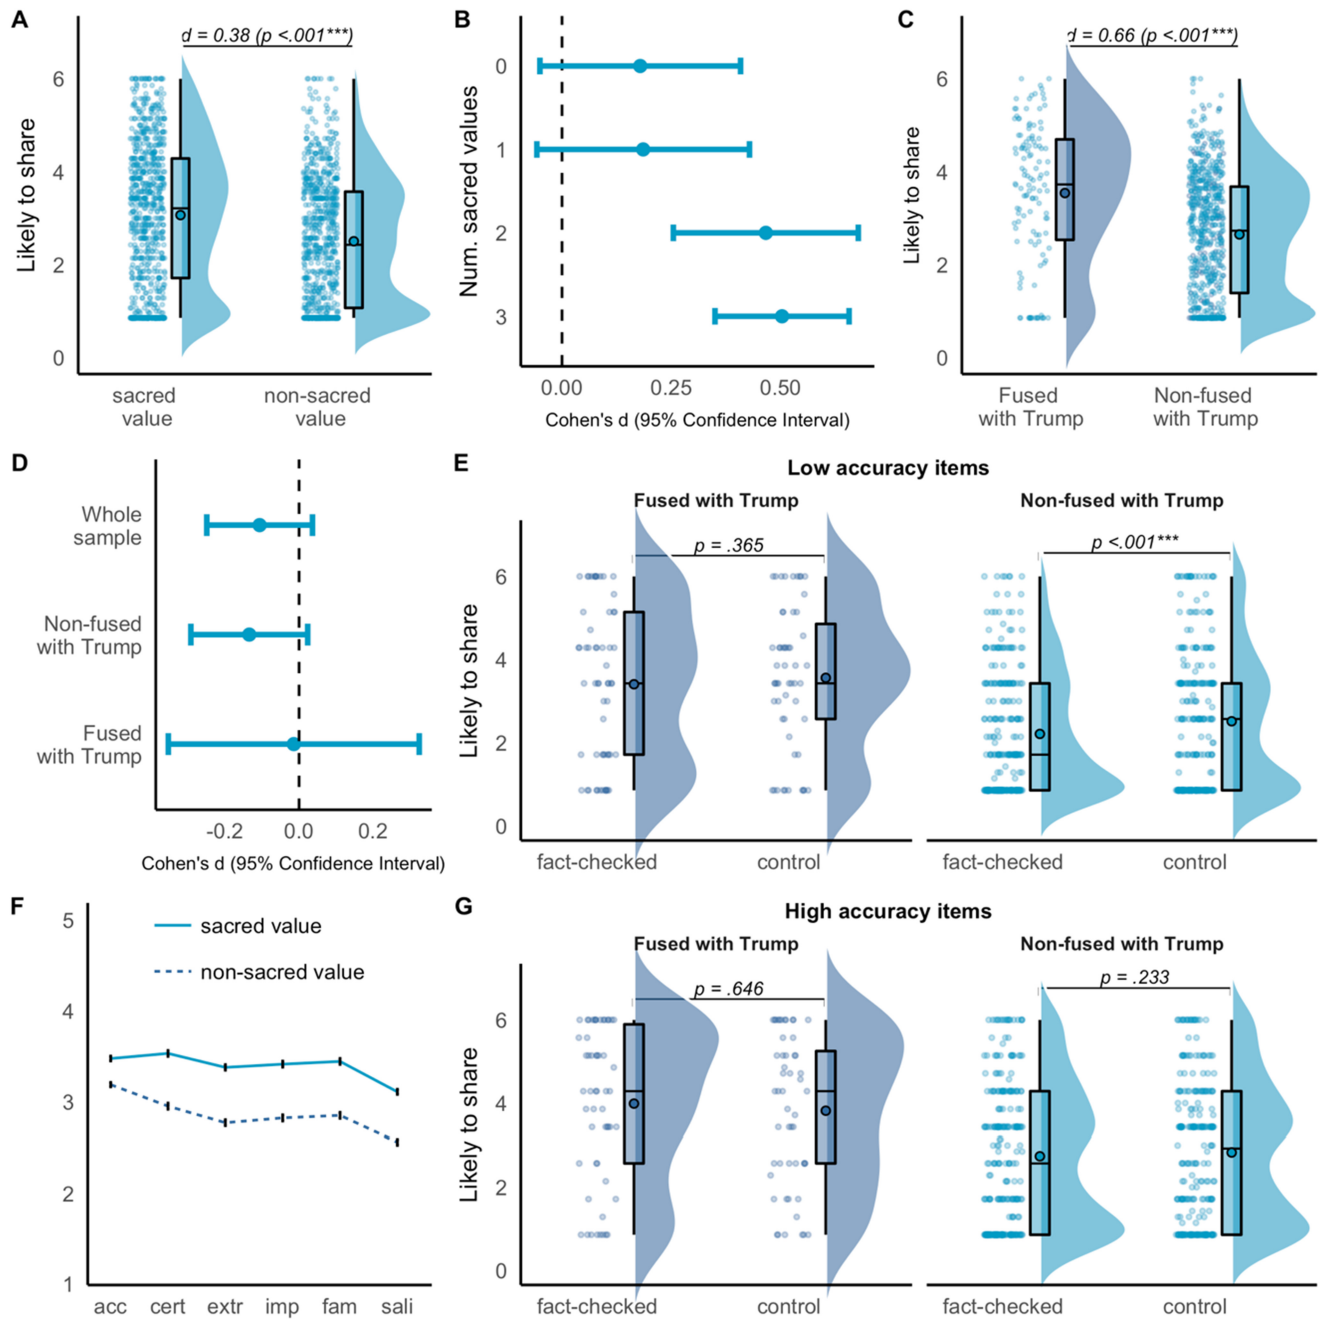 A
d = 0.38 (p <.001***)
Likely to share
6
4
2
0
sacred
value
non-sacred
value
B
Num. sacred values
0
1
2
3
0.00
0.25
0.50
Cohen's d (95% Confidence Interval)
C
d = 0.66 (p <.001***)
Likely to share
6
4
2
0
Fused
with Trump
Non-fused
with Trump
D
Whole
sample
Non-fused
with Trump
Fused
with Trump
-0.2
0.0
0.2
Cohen's d (95% Confidence Interval)
E
Low accuracy items
Fused with Trump
Non-fused with Trump
p = .365
p <.001***
Likely to share
6
4
2
0
fact-checked
control
fact-checked
control
F
sacred value
non-sacred value
5
4
3
2
1
acc
cert
extr
imp
fam
sali
G
High accuracy items
Fused with Trump
Non-fused with Trump
p = .646
p = .233
Likely to share
6
4
2
0
fact-checked
control
fact-checked
control